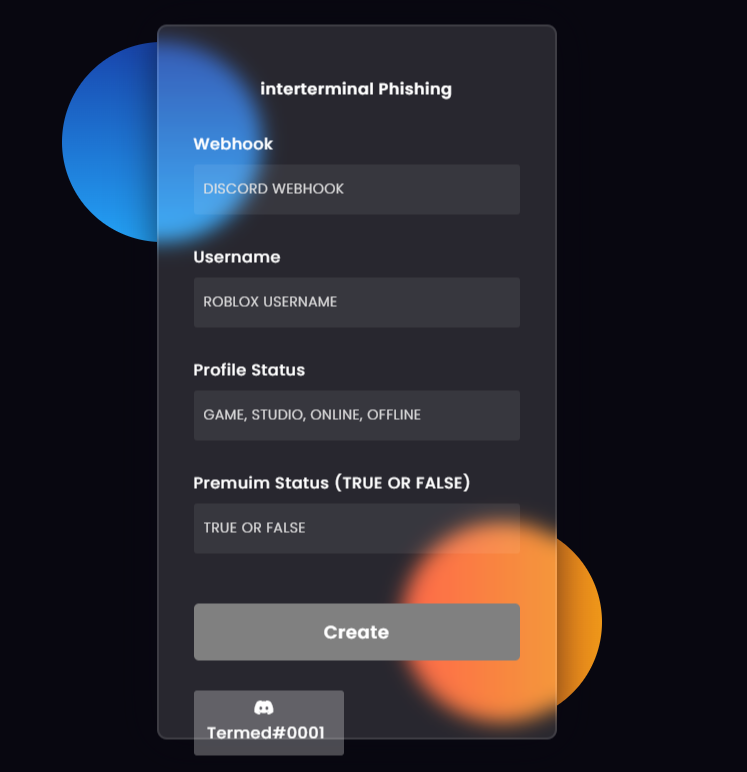 interterminal Phishing
Webhook
DISCORD WEBHOOK
Username
ROBLOX USERNAME
Profile Status
GAME, STUDIO, ONLINE, OFFLINE
Premuim Status (TRUE OR FALSE)
TRUE OR FALSE
Create
Termed#0001